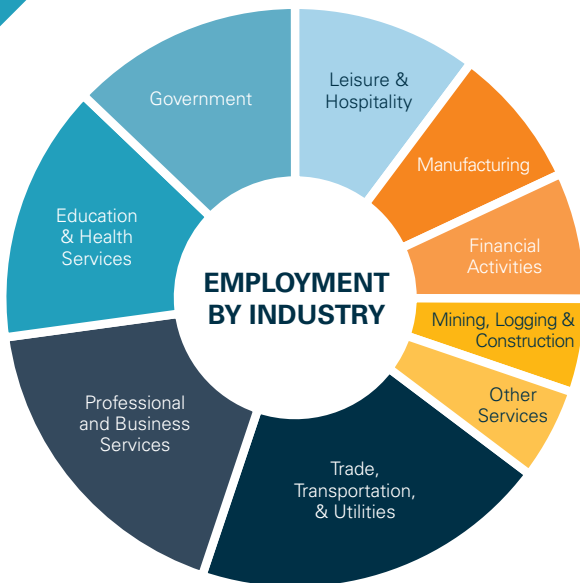 Government
Leisure &
Hospitality
Manufacturing
Financial
Activities
Mining, Logging &
Construction
Other
Services
Trade,
Transportation,
& Utilities
Professional
and Business
Services
Education
& Health
Services
EMPLOYMENT
BY INDUSTRY